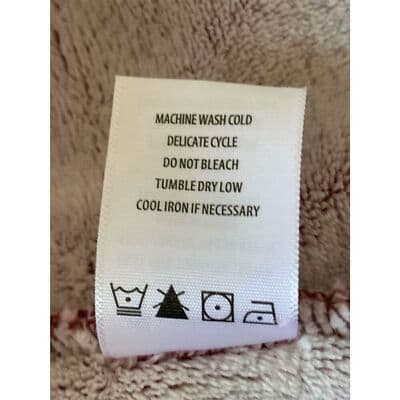 MACHINE WASH COLD
DELICATE CYCLE
DO NOT BLEACH
TUMBLE DRY LOW
COOL IRON IF NECESSARY